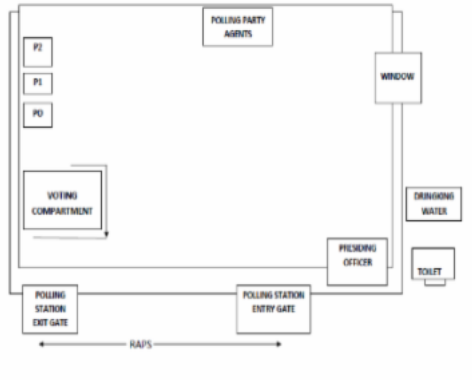 POLLING PARTY
AGENTS
P2
P1
PO
WINDOW
VOTING
COMPARTMENT
DRINGKING
WATER
PRESIDING
OFFICER
TOILET
POLLING
STATION
EXIT GATE
POLLING STATION
ENTRY GATE
RAPS